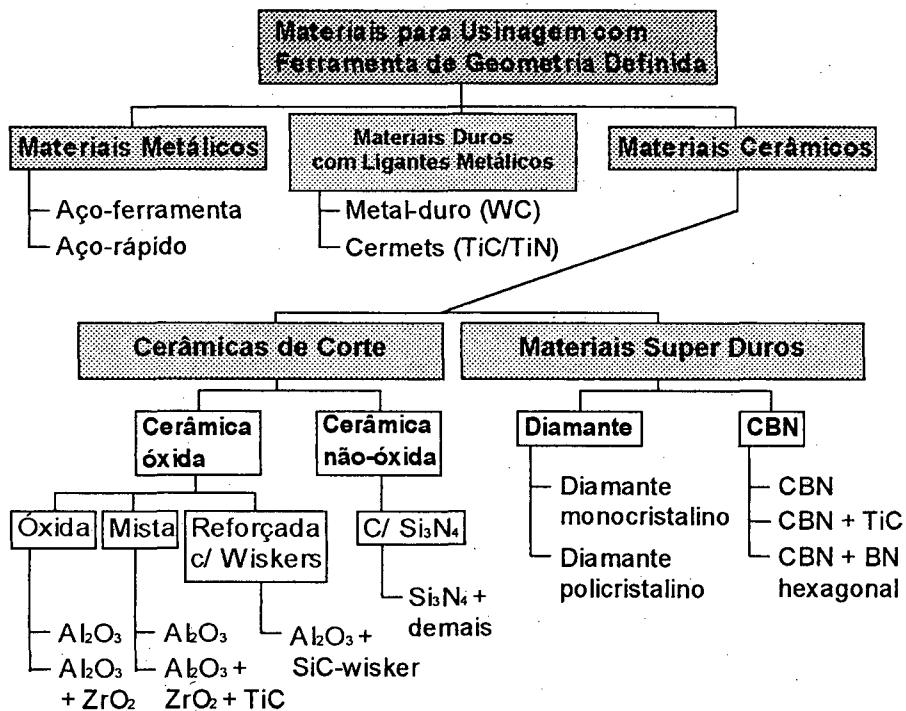 Materiais para Usinagem com
Ferramenta de Geometria Definida
Materiais Metálicos
Aço-ferramenta
Aço-rápido
Materiais Duros
com Ligantes Metálicos
Metal-duro (WC)
Cermets (TiC/TiN)
Materiais Cerâmicos
Cerâmicas de Corte
Materiais Super Duros
Cerâmica
óxida
Cerâmica
não-óxida
Diamante
CBN
Óxida
Mista
Reforçada
c/ Wiskers
C/ Si₃N₄
Diamante
monocristalino
Diamante
policristalino
CBN
CBN + TiC
CBN + BN
hexagonal
Al₂O₃
Al₂O₃
+ ZrO₂
Al₂O₃
Al₂O₃ +
ZrO₂ + TiC
Al₂O₃ +
SiC-wisker
Si₃N₄ +
demais